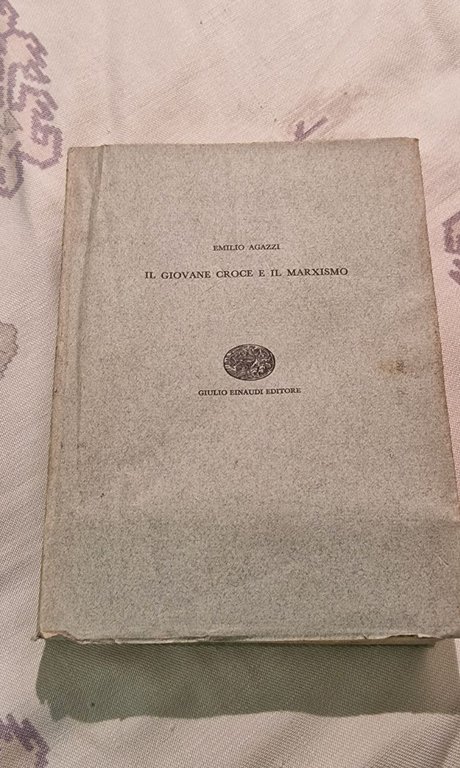 EMILIO AGAZZI
IL GIOVANE CROCE E IL MARXISMO
GIULIO EINAUDI EDITORE